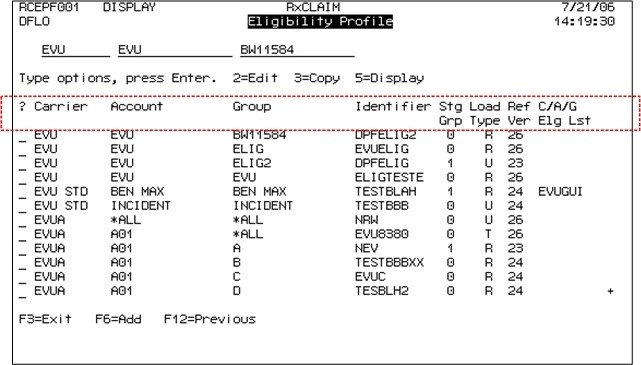 RCEPF001 DISPLAY RxCLAIM 7/21/06
DFLO Eligibility Profile 14:19:30
EVU EVU BW11584
Type options, press Enter. 2=Edit 3=Copy 5=Display
? Carrier Account Group Identifier Stg Load Ref C/A/G
Grp Type Ver Elg Lst
_ EVU EVU BW11584 DPFELIG2 0 R 26
_ EVU EVU ELIG EVUELIG 0 R 26
_ EVU EVU ELIG2 DPFELIG 1 U 23
_ EVU EVU EVU ELIGTESTE 0 R 26
_ EVU STD BEN MAX BEN MAX TESTBLAH 1 R 24 EVUGUI
_ EVU STD INCIDENT INCIDENT TESTBBB 0 U 24
_ EVUA *ALL *ALL NRW 0 U 26
_ EVUA A01 *ALL EVU8380 0 T 26
_ EVUA A01 A NEV 1 R 23
_ EVUA A01 B TESTBBBXX 0 R 24
_ EVUA A01 C EVUC 0 R 24
_ EVUA A01 D TESBLH2 0 R 24 +
F3=Exit F6=Add F12=Previous